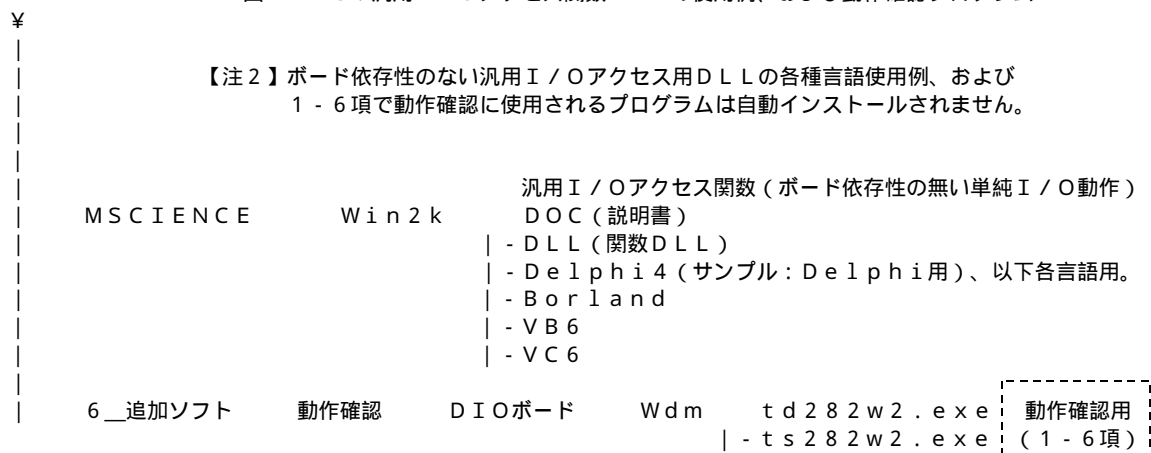 ¥
|
| 【注2】ボード依存性のない汎用I/Oアクセス用DLLの各種言語使用例、および
| 1-6項で動作確認に使用されるプログラムは自動インストールされません。
|
|
| 汎用I/Oアクセス関数(ボード依存性の無い単純I/O動作)
| MSCIENCE Win2k DOC(説明書)
| |-DLL(関数DLL)
| |-Delphi4(サンプル:Delphi用)、以下各言語用。
| |-Borland
| |-VB6
| |-VC6
|
| 6__追加ソフト 動作確認 DIOボード Wdm td282w2.exe 動作確認用
|-ts282w2.exe (1-6項)